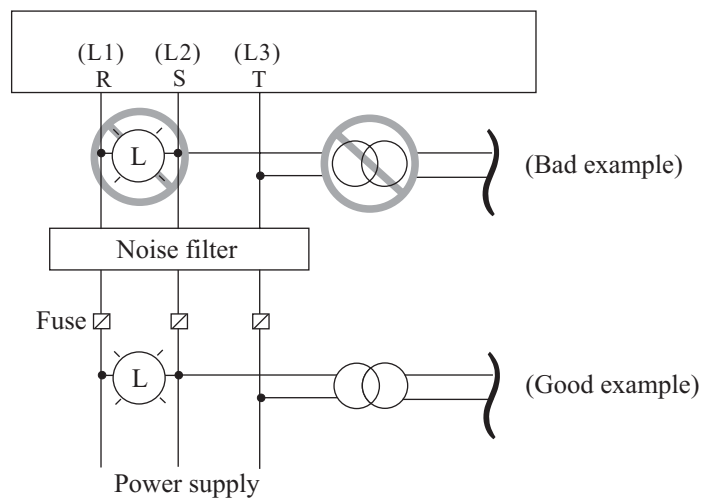 (L1) (L2) (L3)
R S T
L
(Bad example)
Noise filter
Fuse
L
(Good example)
Power supply